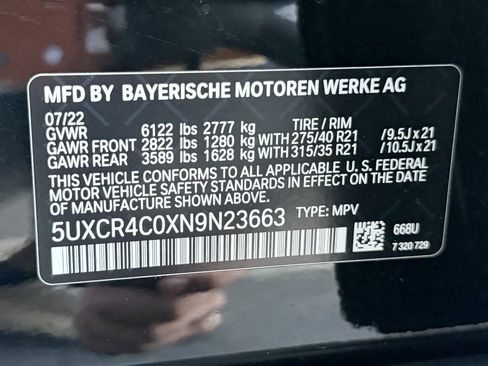 MFD BY BAYERISCHE MOTOREN WERKE AG
07/22 TIRE / RIM
GVWR 6122 lbs 2777 kg
GAWR FRONT 2822 lbs 1280 kg WITH 275/40 R21 /9.5J x 21
GAWR REAR 3589 lbs 1628 kg WITH 315/35 R21 /10.5J x 21
THIS VEHICLE CONFORMS TO ALL APPLICABLE U. S. FEDERAL
MOTOR VEHICLE SAFETY STANDARDS IN EFFECT ON THE DATE
OF MANUFACTURE SHOWN ABOVE.
5UXCR4C0XN9N23663 TYPE: MPV
668U
7 320 729